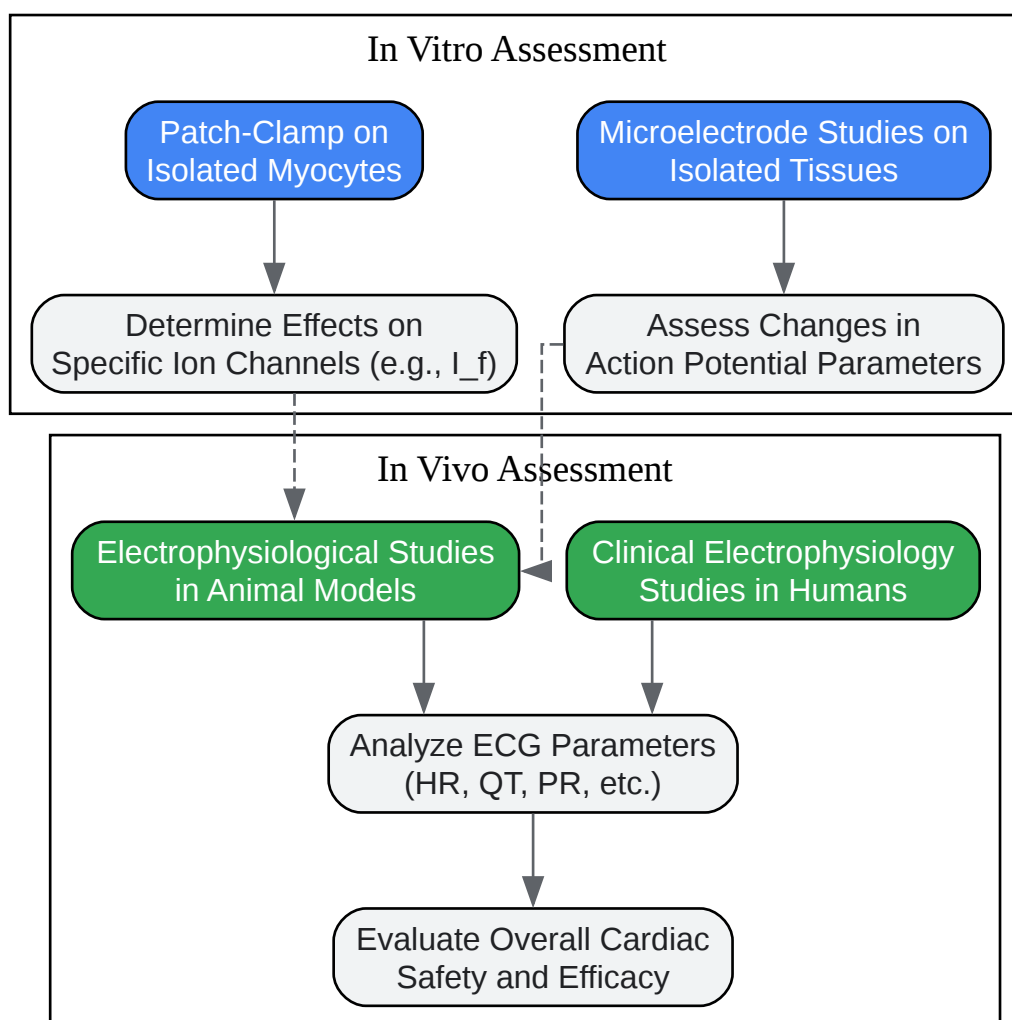 In Vitro Assessment
Patch-Clamp on
Isolated Myocytes
Microelectrode Studies on
Isolated Tissues
Determine Effects on
Specific Ion Channels (e.g., I_f)
Assess Changes in
Action Potential Parameters
In Vivo Assessment
Electrophysiological Studies
in Animal Models
Clinical Electrophysiology
Studies in Humans
Analyze ECG Parameters
(HR, QT, PR, etc.)
Evaluate Overall Cardiac
Safety and Efficacy